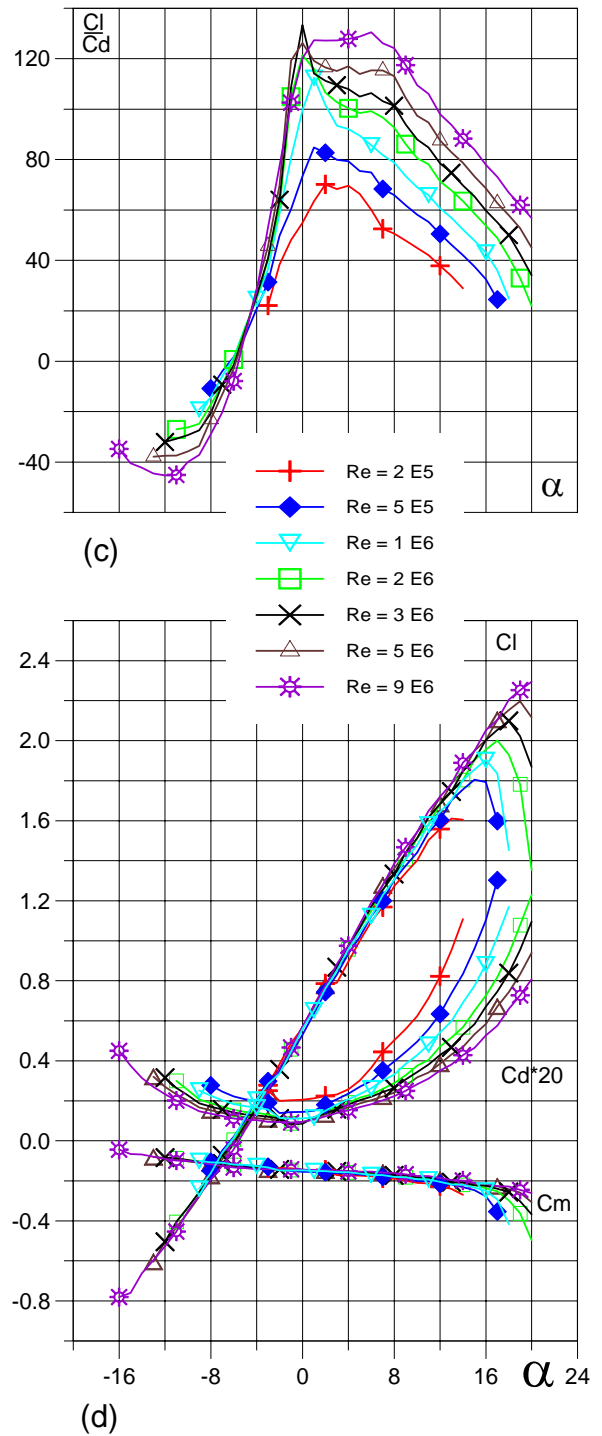 Cl
Cd
α
120
80
40
0
-40
α
(c)
Re = 2 E5
Re = 5 E5
Re = 1 E6
Re = 2 E6
Re = 3 E6
Re = 5 E6
Re = 9 E6
Cl
2.4
2.0
1.6
1.2
0.8
0.4
Cd*20
0.0
Cm
-0.4
-0.8
-16 -8 0 8 16 α 24
(d)